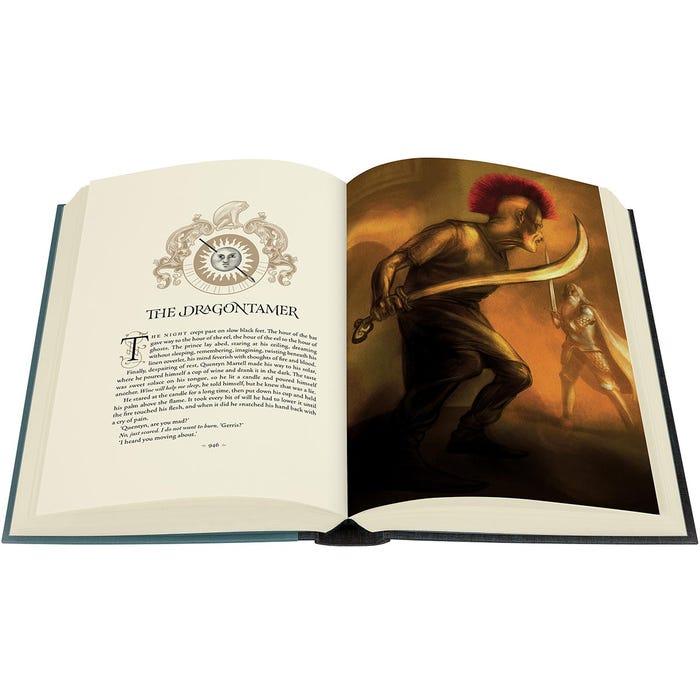 THE DRAGONTAMER
THE NIGHT crept past on slow black feet. The hour of the bat
gave way to the hour of the eel, the hour of the eel to the hour of
ghosts. The prince lay abed, staring at his ceiling, dreaming
without sleeping, remembering, imagining, twisting beneath his
linen coverlet, his mind feverish with thoughts of fire and blood.
Finally, despairing of rest, Quentyn Martell made his way to his solar,
where he poured himself a cup of wine and drank it in the dark. The taste
was sweet solace on his tongue, so he lit a candle and poured himself
another. Wine will help me sleep, he told himself, but he knew that was a lie.
He stared at the candle for a long time, then put down his cup and held
his palm above the flame. It took every bit of will he had to lower it until
the fire touched his flesh, and when it did he snatched his hand back with
a cry of pain.
'Quentyn, are you mad?'
No, just scared. I do not want to burn. 'Gerris?'
'I heard you moving about.'
~ 946 ~